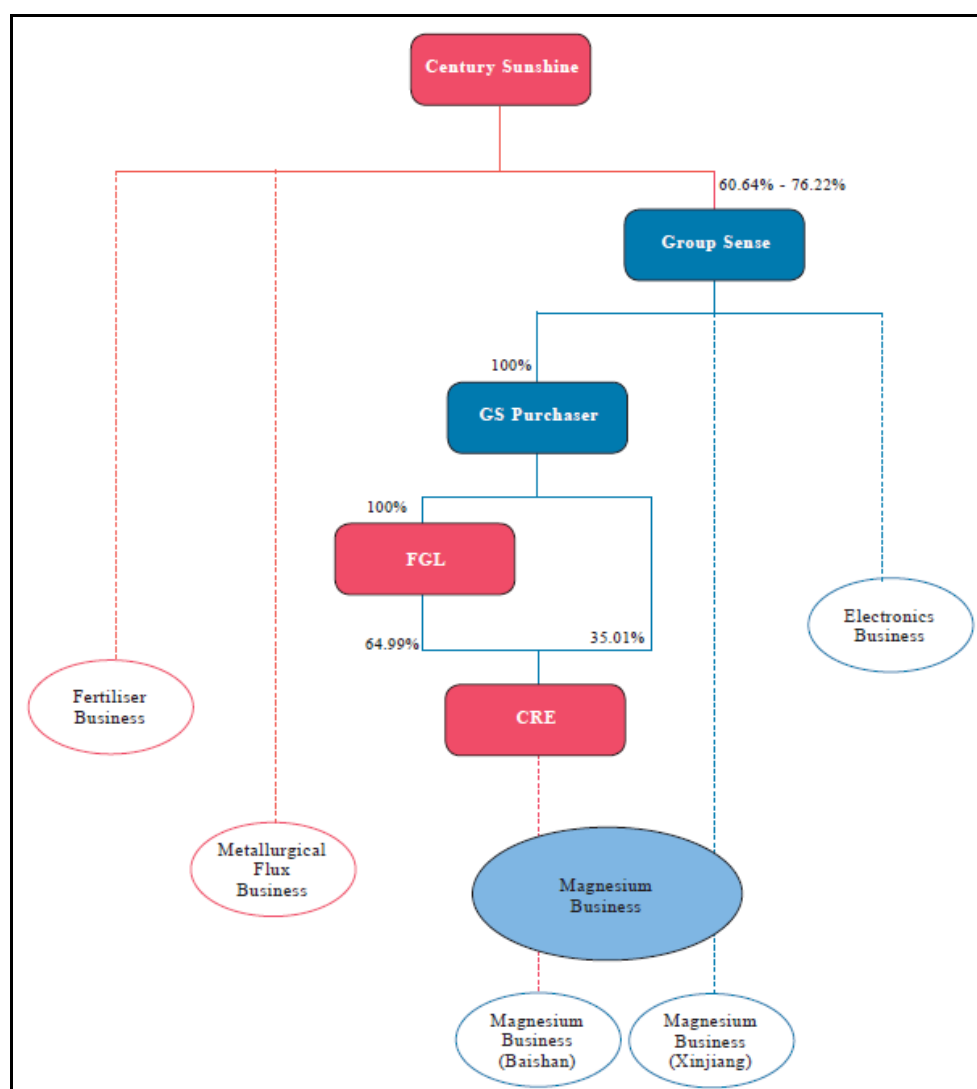 Century Sunshine
60.64% - 76.22%
Group Sense
100%
GS Purchaser
100%
FGL
64.99%
35.01%
Electronics
Business
Fertiliser
Business
CRE
Metallurgical
Flux
Business
Magnesium
Business
Magnesium
Business
(Baishan)
Magnesium
Business
(Xinjiang)